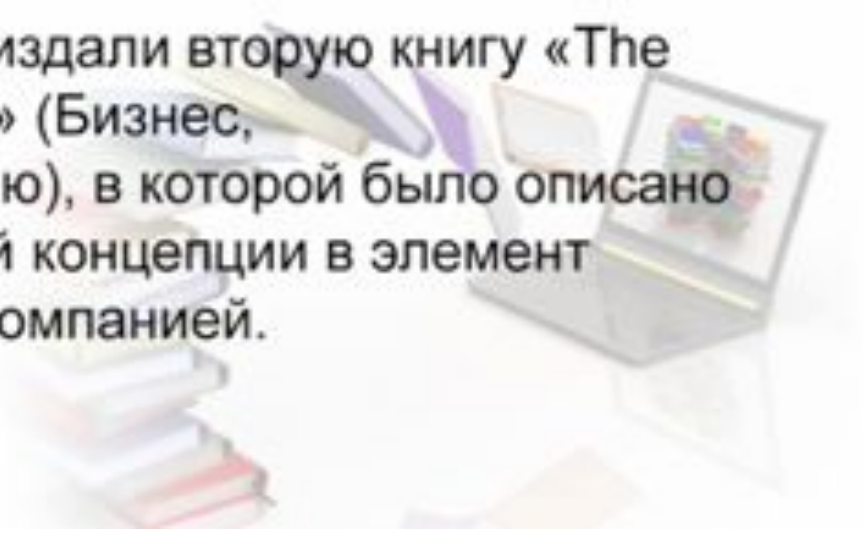 издали вторую книгу «The
» (Бизнес,
ю), в которой было описано
й концепции в элемент
омпанией.